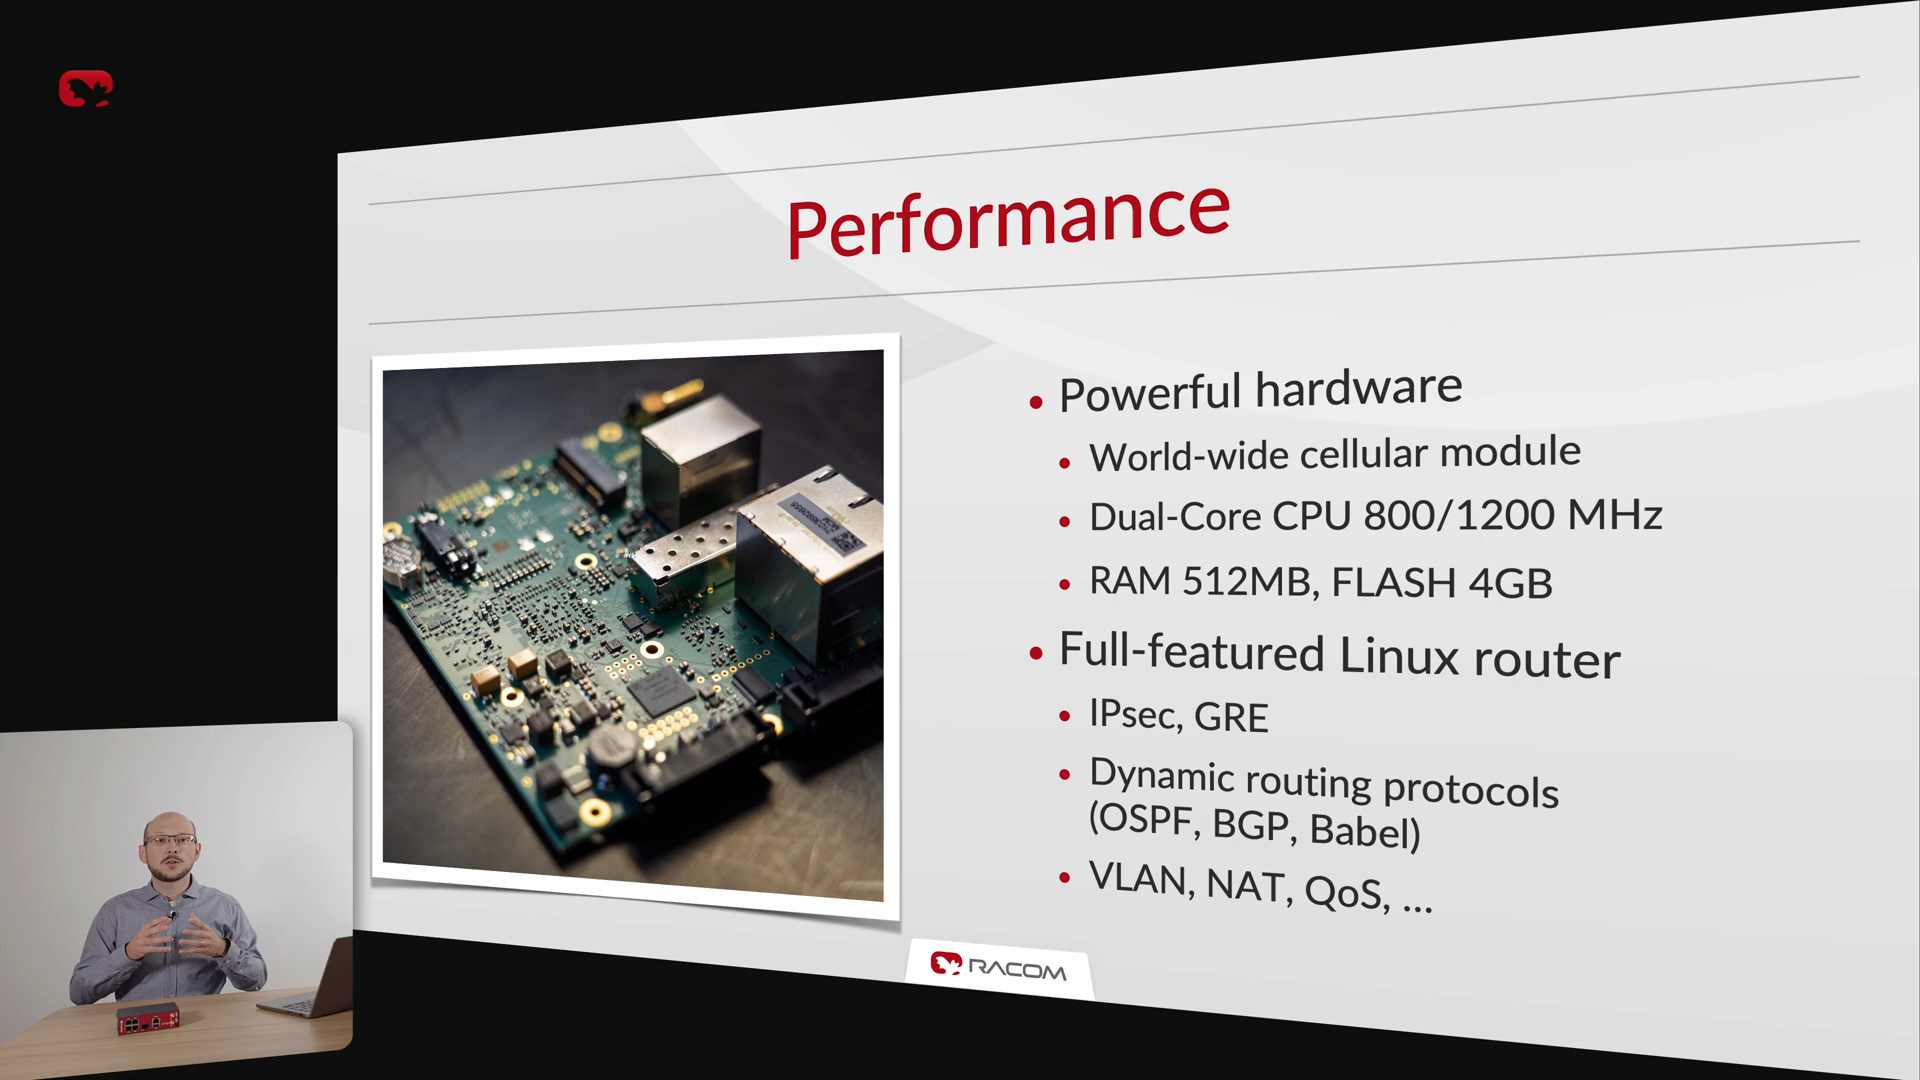 Performance
Powerful hardware
World-wide cellular module
Dual-Core CPU 800/1200 MHz
RAM 512MB, FLASH 4GB
Full-featured Linux router
IPsec, GRE
Dynamic routing protocols
(OSPF, BGP, Babel)
VLAN, NAT, QoS, ...
RACOM